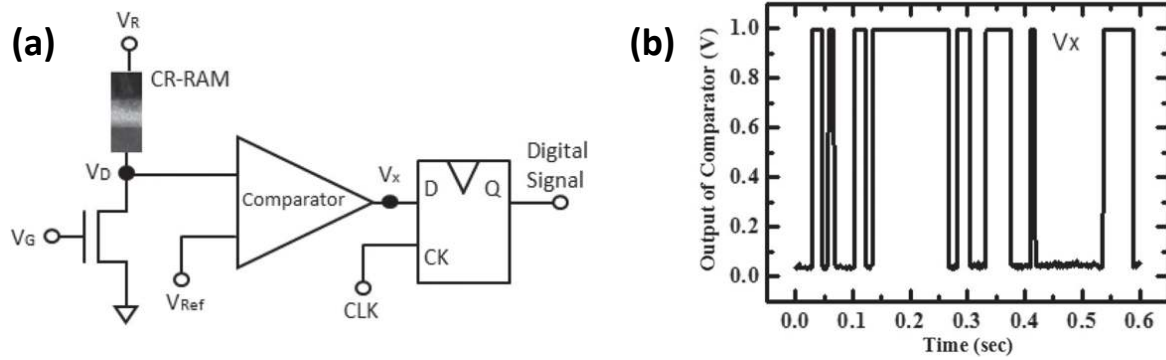 (a)
VR
CR-RAM
VD
VG
VRef
Comparator
Vx
D
Q
CK
CLK
Digital
Signal
(b)
Output of Comparator (V)
1.0
0.8
0.6
0.4
0.2
0.0
Vx
0.0 0.1 0.2 0.3 0.4 0.5 0.6
Time (sec)